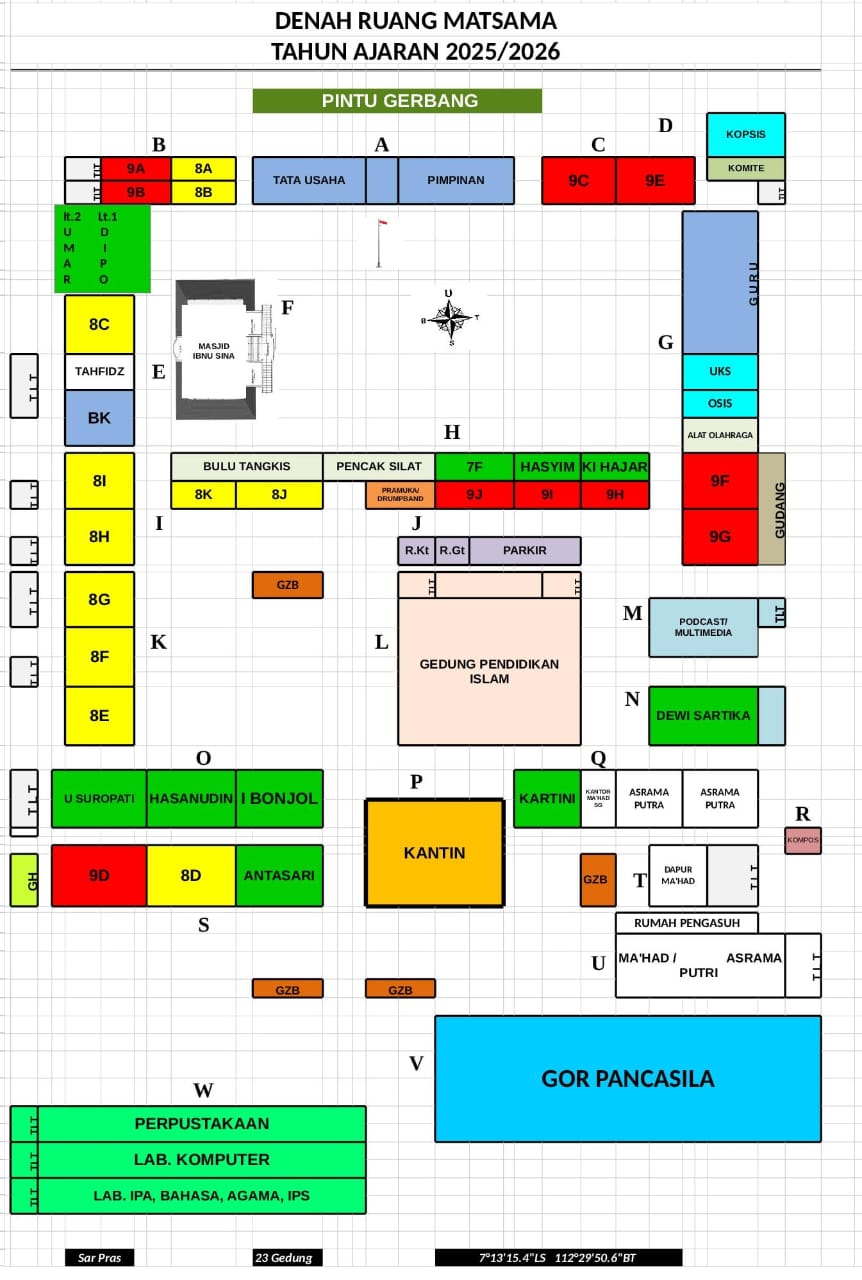 DENAH RUANG MATSAMA
TAHUN AJARAN 2025/2026
PINTU GERBANG
D
KOPSIS
B
A
C
TLT
9A
8A
TATA USAHA
PIMPINAN
9C
9E
KOMITE
TLT
9B
8B
TLT
lt.2 Lt.1
U D
M I
A P
R O
GURU
U
B T
S
F
8C
MASJID
IBNU SINA
G
TLT
TAHFIDZ
E
UKS
BK
OSIS
ALAT OLAHRAGA
H
BULU TANGKIS
PENCAK SILAT
7F
HASYIM
KI HAJAR
8I
9F
TLT
8K
8J
PRAMUKA/
DRUMPBAND
9J
9I
9H
GUDANG
I
J
TLT
8H
R.Kt
R.Gt
PARKIR
9G
TLT
8G
GZB
TLT
TLT
M
PODCAST/
MULTIMEDIA
TLT
K
L
TLT
8F
GEDUNG PENDIDIKAN
ISLAM
N
8E
DEWI SARTIKA
O
Q
P
TLT
U SUROPATI
HASANUDIN
I BONJOL
KARTINI
KANTOR
MA'HAD
SG
ASRAMA
PUTRA
ASRAMA
PUTRA
R
KOMPOS
KANTIN
GH
9D
8D
ANTASARI
GZB
T
DAPUR
MA'HAD
TLT
S
RUMAH PENGASUH
U
MA'HAD / ASRAMA
PUTRI
TLT
GZB
GZB
V
GOR PANCASILA
W
TLT
PERPUSTAKAAN
TLT
LAB. KOMPUTER
TLT
LAB. IPA, BAHASA, AGAMA, IPS
Sar Pras
23 Gedung
7°13'15.4"LS 112°29'50.6"BT